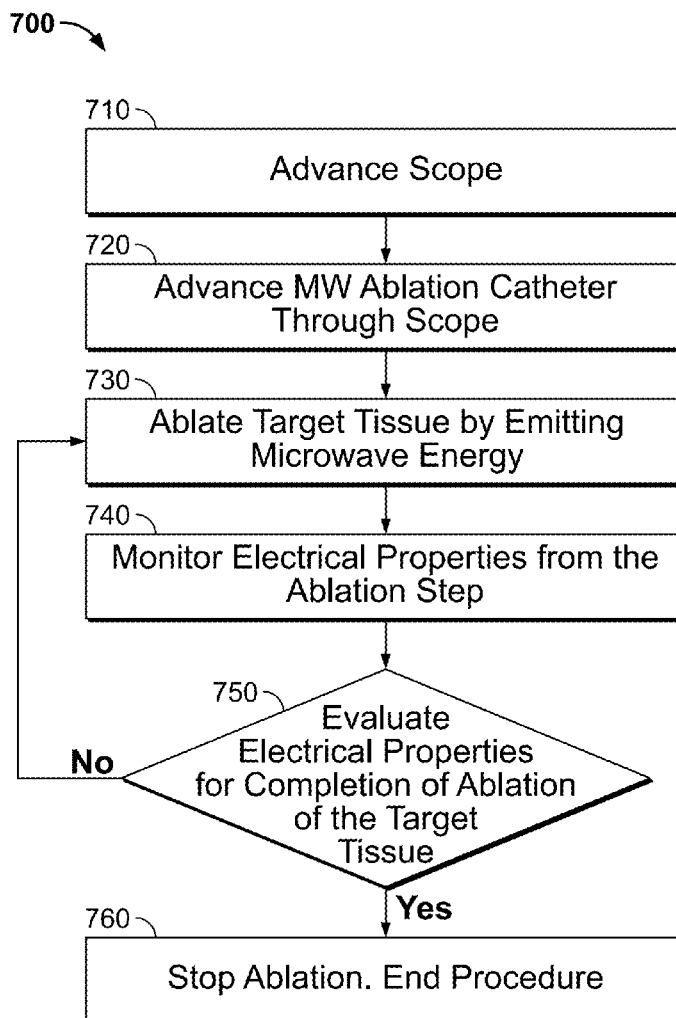 700
710
Advance Scope
720
Advance MW Ablation Catheter
Through Scope
730
Ablate Target Tissue by Emitting
Microwave Energy
740
Monitor Electrical Properties from the
Ablation Step
750
Evaluate
Electrical Properties
for Completion of Ablation
of the Target
Tissue
No
Yes
760
Stop Ablation. End Procedure